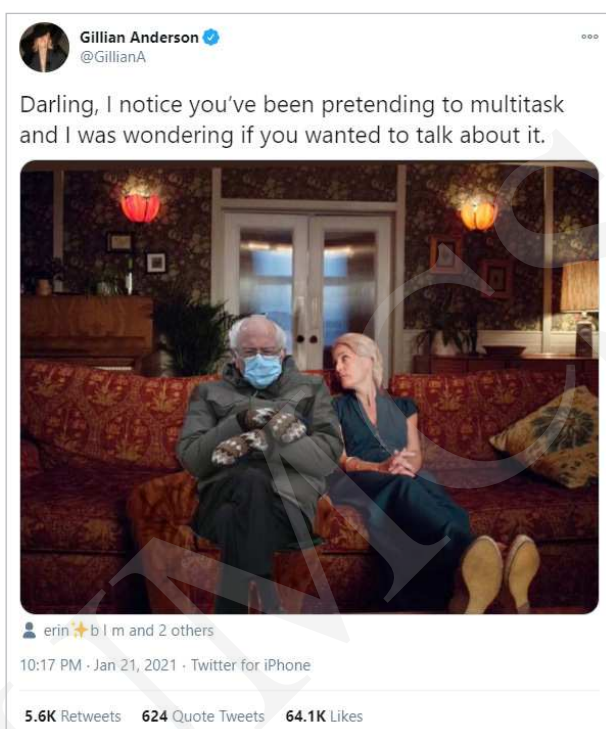 Gillian Anderson
@GillianA
Darling, I notice you’ve been pretending to multitask
and I was wondering if you wanted to talk about it.
erin✨b l m and 2 others
10:17 PM · Jan 21, 2021 · Twitter for iPhone
5.6K Retweets 624 Quote Tweets 64.1K Likes